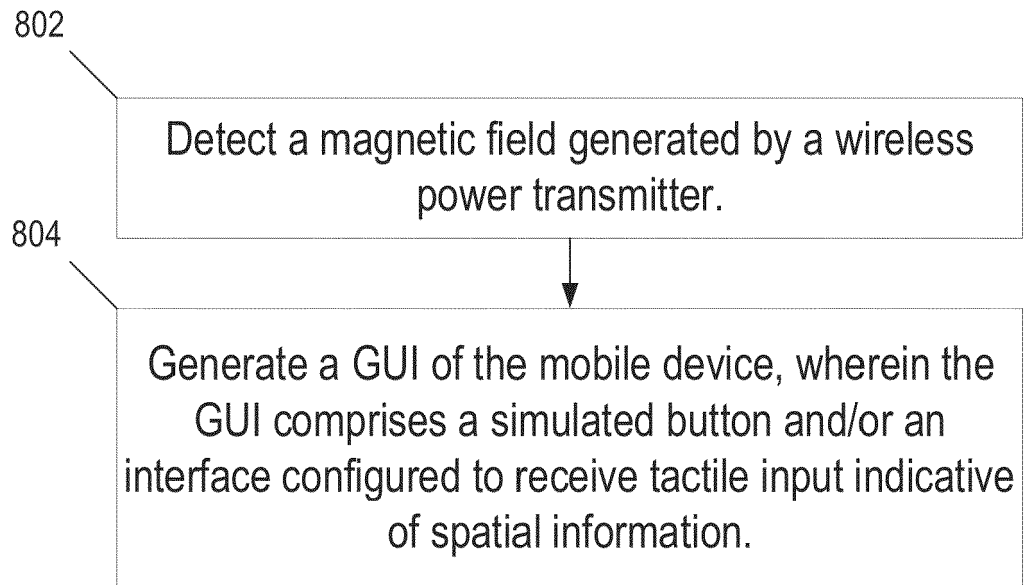 802
Detect a magnetic field generated by a wireless
power transmitter.
804
Generate a GUI of the mobile device, wherein the
GUI comprises a simulated button and/or an
interface configured to receive tactile input indicative
of spatial information.